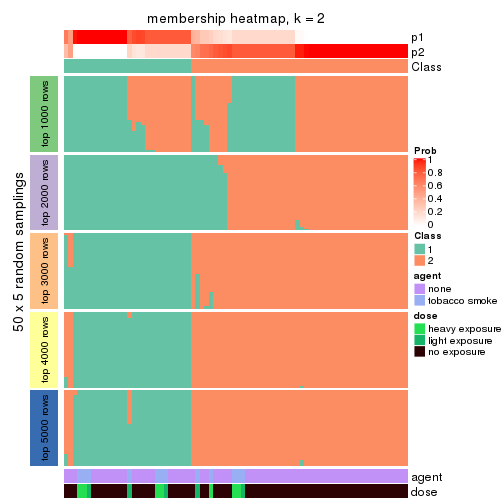 membership heatmap, k = 2
p1
p2
Class
50 x 5 random samplings
top 1000 rows
top 2000 rows
top 3000 rows
top 4000 rows
top 5000 rows
Prob
1
0.8
0.6
0.4
0.2
0
Class
1
2
agent
none
tobacco smoke
dose
heavy exposure
light exposure
no exposure
agent
dose